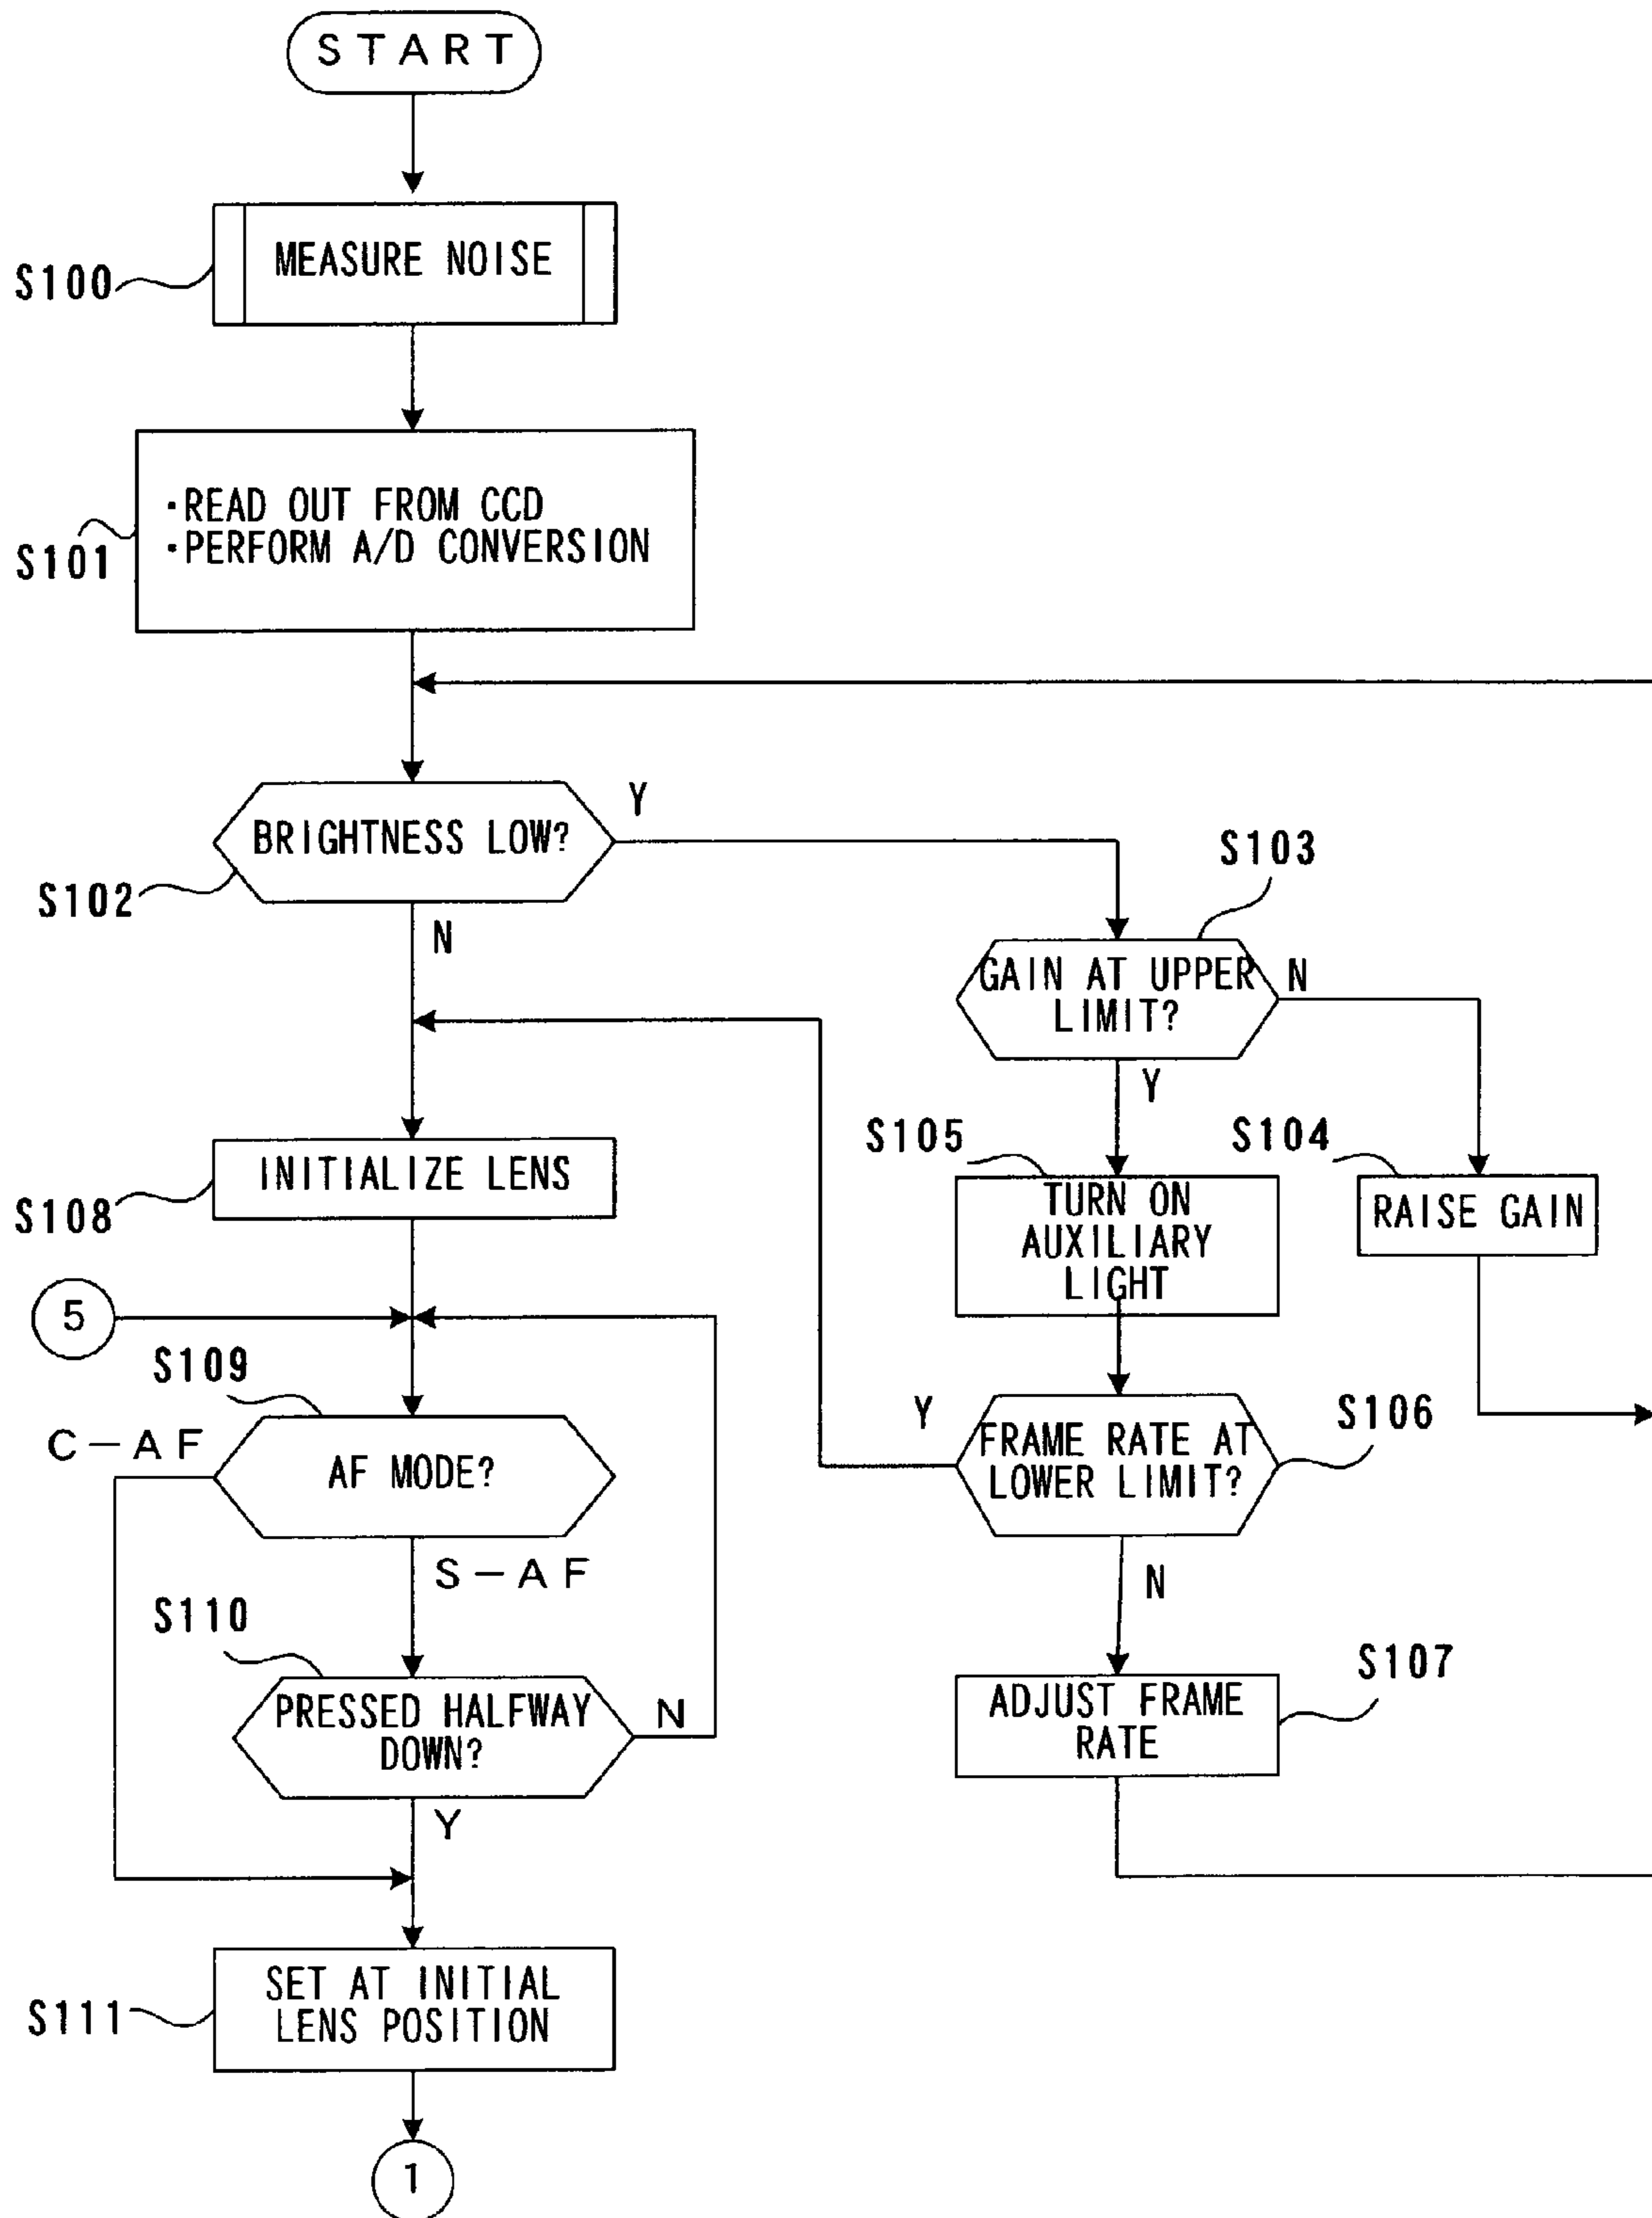 START
MEASURE NOISE
S100
・READ OUT FROM CCD
・PERFORM A/D CONVERSION
S101
BRIGHTNESS LOW?
Y
S102
N
S103
GAIN AT UPPER
LIMIT?
N
Y
S105
S104
TURN ON
AUXILIARY
LIGHT
RAISE GAIN
INITIALIZE LENS
S108
5
S109
C-AF
AF MODE?
S-AF
Y
FRAME RATE AT
LOWER LIMIT?
S106
N
S110
PRESSED HALFWAY
DOWN?
N
Y
S107
ADJUST FRAME
RATE
SET AT INITIAL
LENS POSITION
S111
1